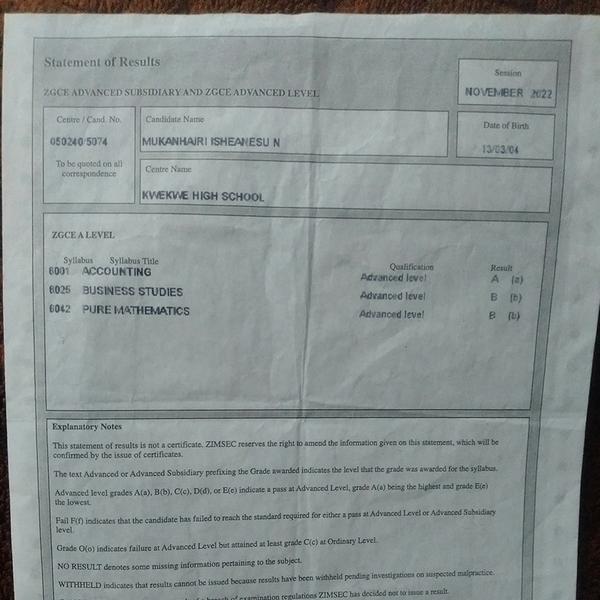 Statement of Results
ZGCE ADVANCED SUBSIDIARY AND ZGCE ADVANCED LEVEL
Session
NOVEMBER 2022
Centre / Cand. No.
050240/5074
To be quoted on all
correspondence
Candidate Name
MUKANHAIRI ISHEANESU N
Date of Birth
13/03/04
Centre Name
KWEKWE HIGH SCHOOL
ZGCE A LEVEL
Syllabus Syllabus Title Qualification Result
6001 ACCOUNTING Advanced level A (a)
6025 BUSINESS STUDIES Advanced level B (b)
6042 PURE MATHEMATICS Advanced level B (b)
Explanatory Notes
This statement of results is not a certificate. ZIMSEC reserves the right to amend the information given on this statement, which will be
confirmed by the issue of certificates.
The text Advanced or Advanced Subsidiary prefixing the Grade awarded indicates the level that the grade was awarded for the syllabus.
Advanced level grades A(a), B(b), C(c), D(d), or E(e) indicate a pass at Advanced Level, grade A(a) being the highest and grade E(e)
the lowest.
Fail F(f) indicates that the candidate has failed to reach the standard required for either a pass at Advanced Level or Advanced Subsidiary
level.
Grade O(o) indicates failure at Advanced Level but attained at least grade C(c) at Ordinary Level.
NO RESULT denotes some missing information pertaining to the subject.
WITHHELD indicates that results cannot be issued because results have been withheld pending investigations on suspected malpractice.
breach of examination regulations ZIMSEC has decided not to issue a result.